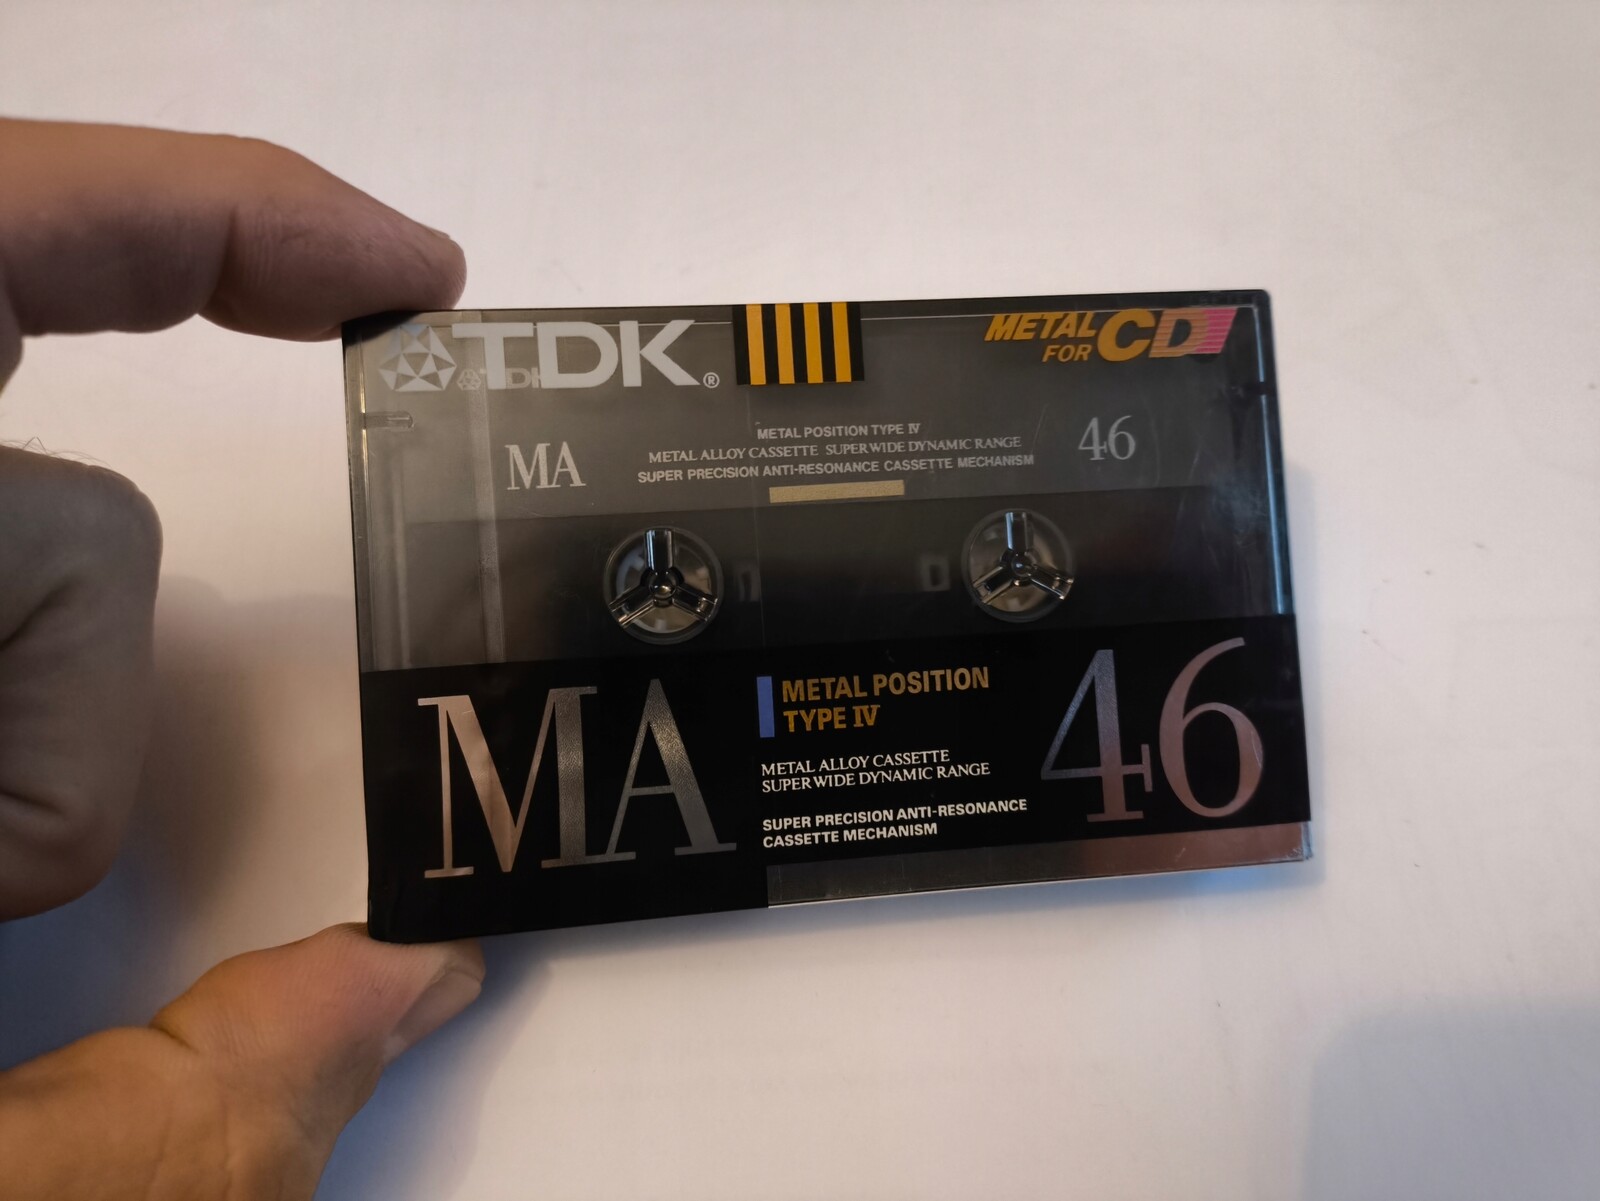 TDK®
TDK
METAL
FOR CD
METAL POSITION TYPE IV
MA
METAL ALLOY CASSETTE SUPER WIDE DYNAMIC RANGE
46
SUPER PRECISION ANTI-RESONANCE CASSETTE MECHANISM
MA
METAL POSITION
TYPE IV
METAL ALLOY CASSETTE
SUPER WIDE DYNAMIC RANGE
SUPER PRECISION ANTI-RESONANCE
CASSETTE MECHANISM
46